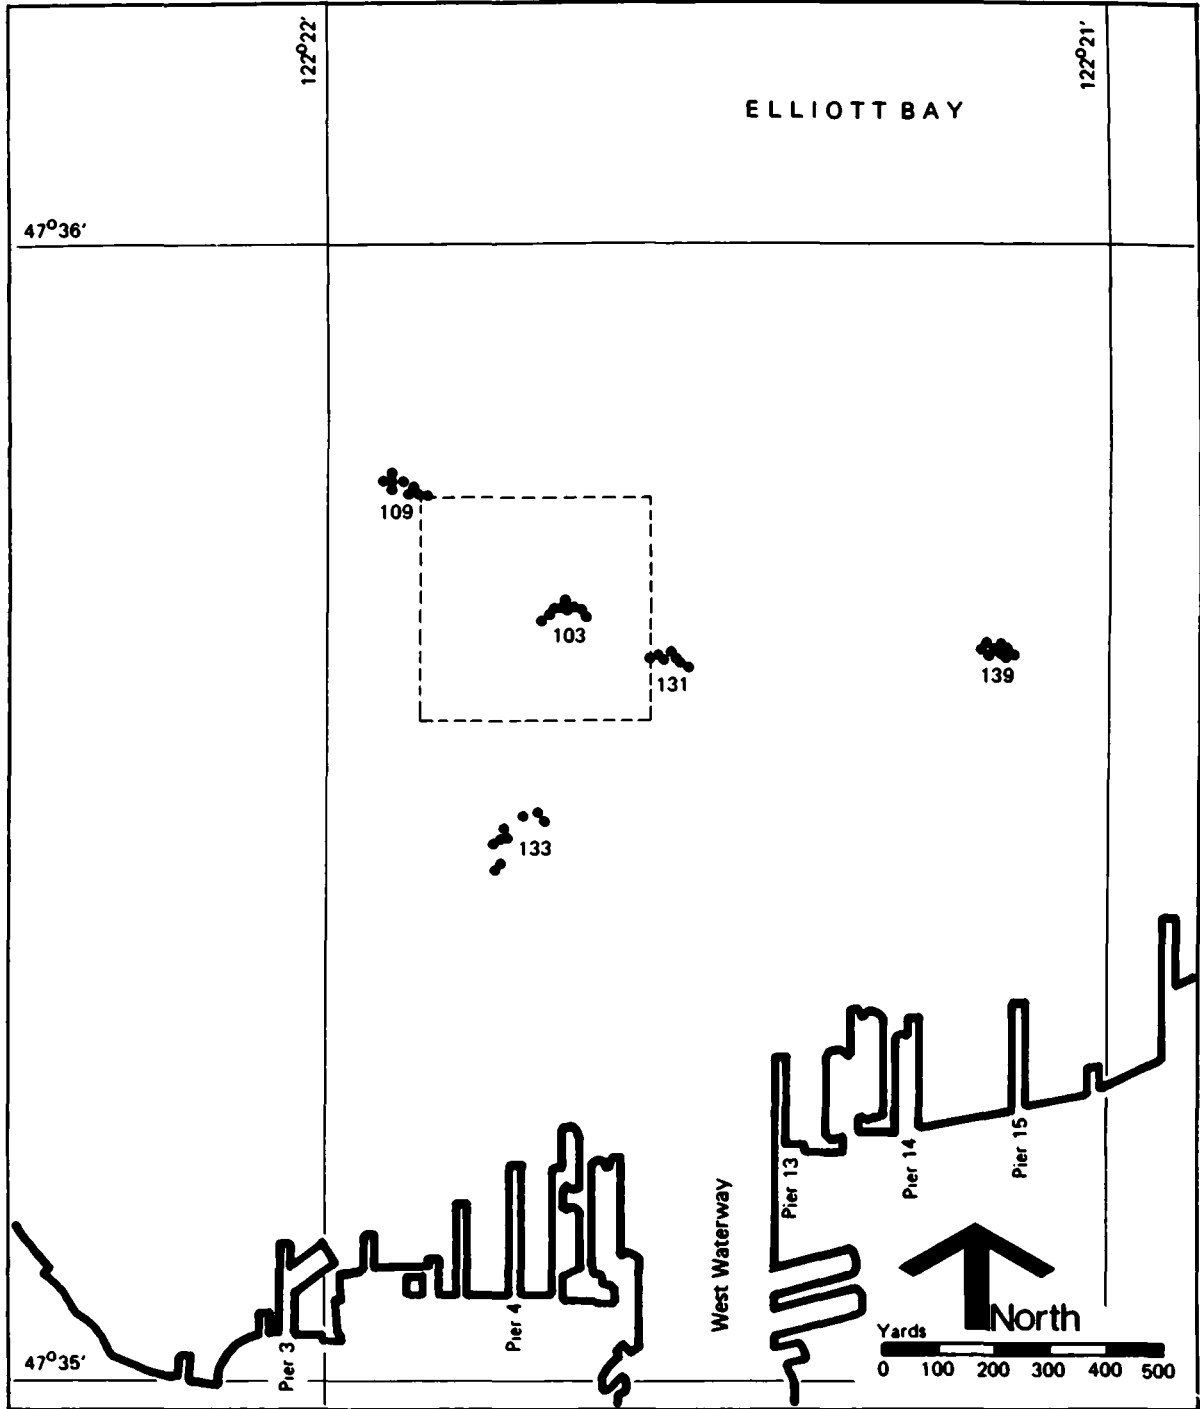 122°22'
122°21'
ELLIOTT BAY
47°36'
109
103
131
139
133
Pier 13
Pier 14
Pier 15
West Waterway
Pier 4
Pier 3
North
Yards
0 100 200 300 400 500
47°35'